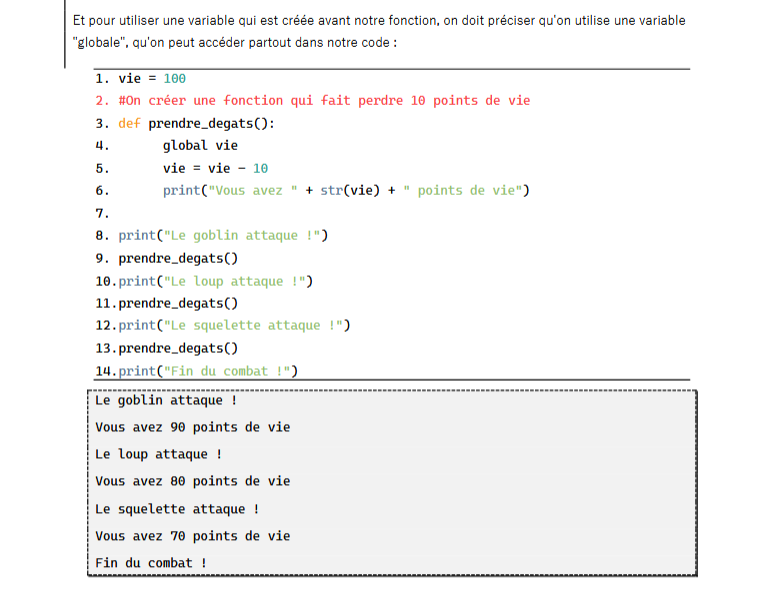 Et pour utiliser une variable qui est créée avant notre fonction, on doit préciser qu'on utilise une variable
"globale", qu'on peut accéder partout dans notre code :
1. vie = 100
2. #On créer une fonction qui fait perdre 10 points de vie
3. def prendre_degats():
4.       global vie
5.       vie = vie - 10
6.       print("Vous avez " + str(vie) + " points de vie")
7.
8. print("Le goblin attaque !")
9. prendre_degats()
10.print("Le loup attaque !")
11.prendre_degats()
12.print("Le squelette attaque !")
13.prendre_degats()
14.print("Fin du combat !")
Le goblin attaque !
Vous avez 90 points de vie
Le loup attaque !
Vous avez 80 points de vie
Le squelette attaque !
Vous avez 70 points de vie
Fin du combat !